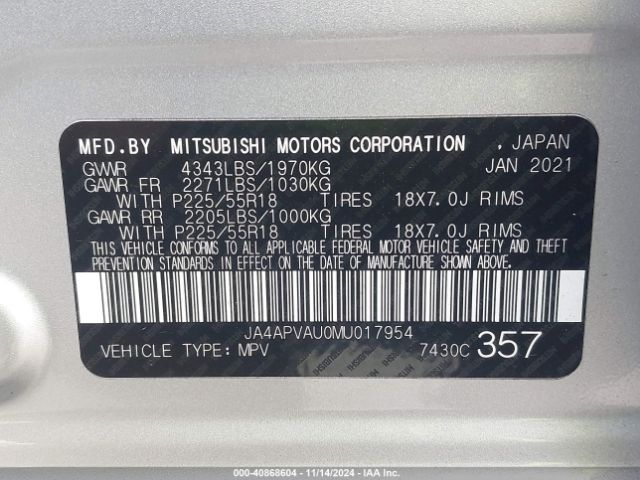 MFD.BY MITSUBISHI MOTORS CORPORATION , JAPAN
GVWR 4343LBS/1970KG JAN 2021
GAWR FR 2271LBS/1030KG
WITH P225/55R18 TIRES 18X7.0J RIMS
GAWR RR 2205LBS/1000KG
WITH P225/55R18 TIRES 18X7.0J RIMS
THIS VEHICLE CONFORMS TO ALL APPLICABLE FEDERAL MOTOR VEHICLE SAFETY AND THEFT
PREVENTION STANDARDS IN EFFECT ON THE DATE OF MANUFACTURE SHOWN ABOVE.
JA4APVAU0MU017954
VEHICLE TYPE: MPV 7430C 357
000-40868604 - 11/14/2024 - IAA Holdings, LLC.